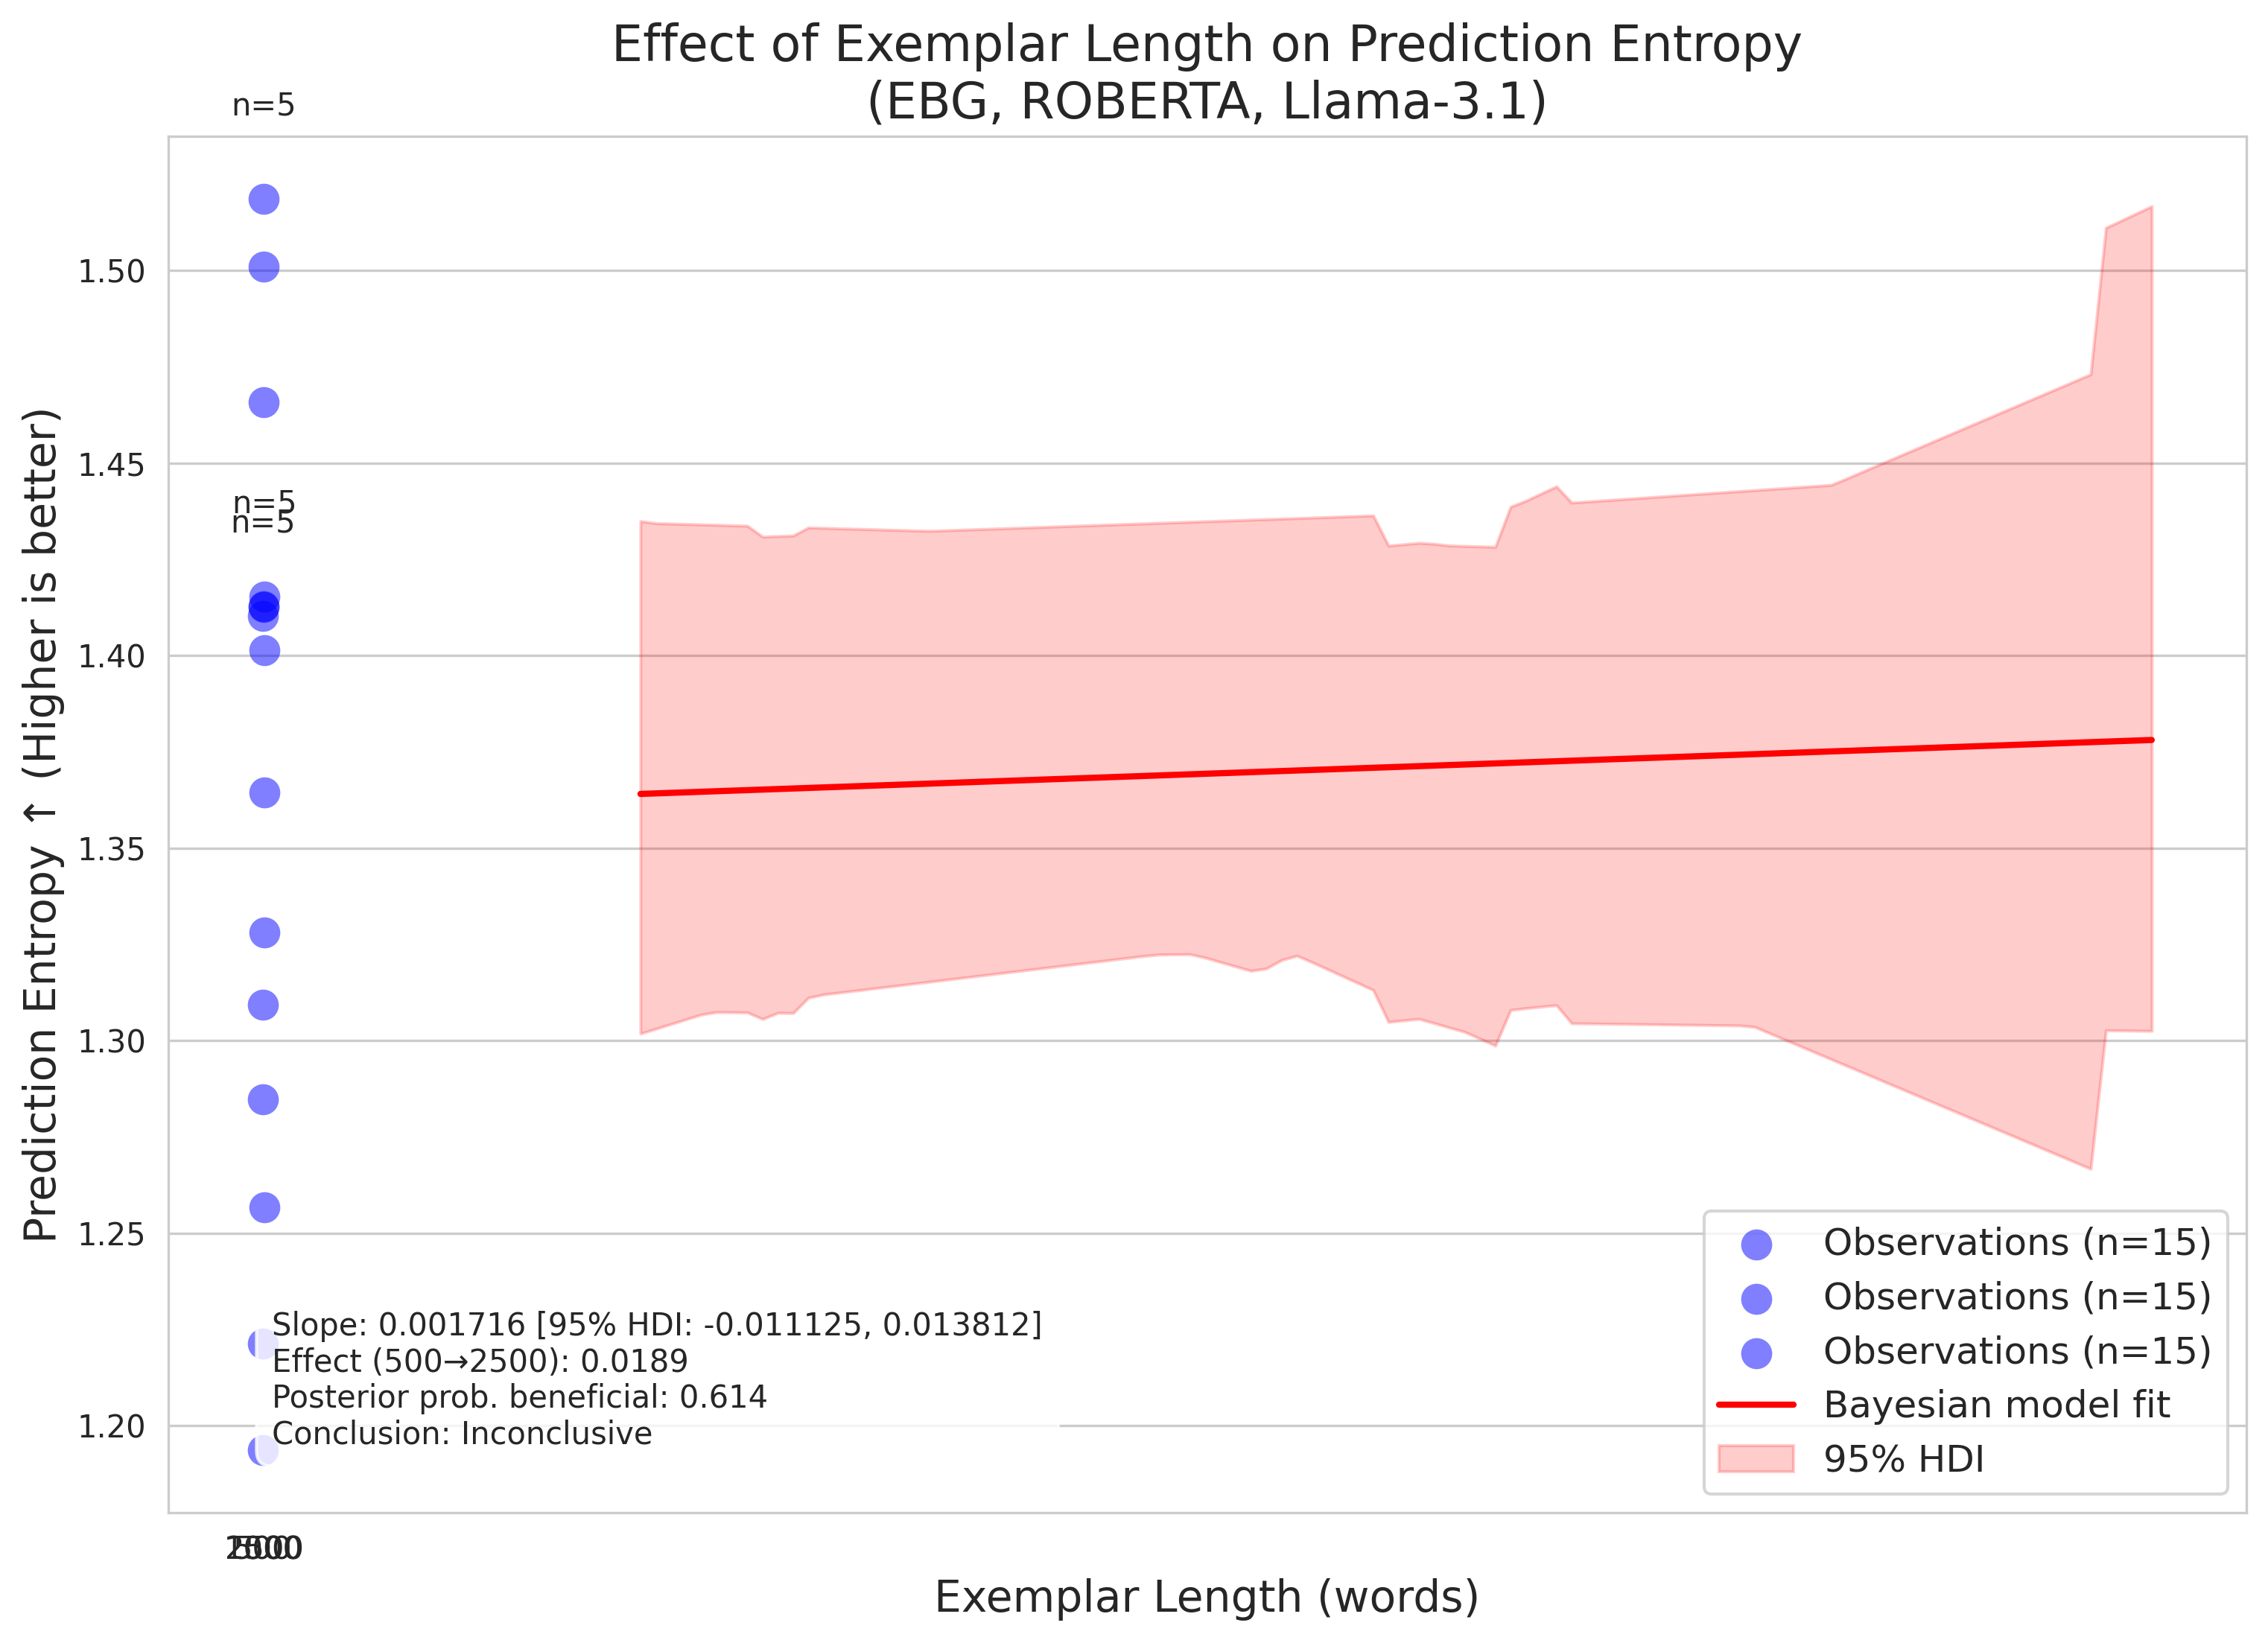 Effect of Exemplar Length on Prediction Entropy
(EBG, ROBERTA, Llama-3.1)
n=5
n=5
n=5
Prediction Entropy ↑ (Higher is better)
1.50
1.45
1.40
1.35
1.30
1.25
1.20
Slope: 0.001716 [95% HDI: -0.011125, 0.013812]
Effect (500→2500): 0.0189
Posterior prob. beneficial: 0.614
Conclusion: Inconclusive
Observations (n=15)
Observations (n=15)
Observations (n=15)
Bayesian model fit
95% HDI
Exemplar Length (words)